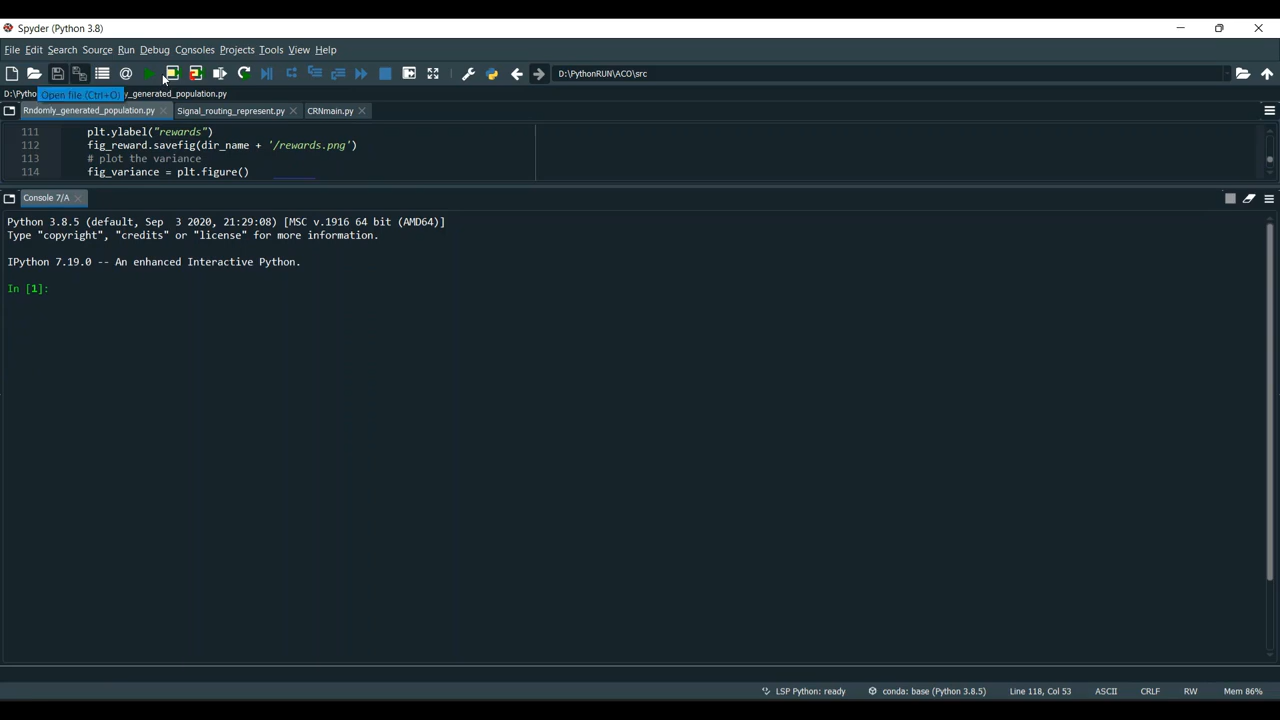 Spyder (Python 3.8)
File Edit Search Source Run Debug Consoles Projects Tools View Help
D:\PythonRUN\ACO\src
D:\Pytho
y_generated_population.py
Open file (Ctrl+O)
Rndomly_generated_population.py Signal_routing_represent.py CRNmain.py
111 plt.ylabel("rewards")
112 fig_reward.savefig(dir_name + '/rewards.png')
113 # plot the variance
114 fig_variance = plt.figure()
Console 7/A
Python 3.8.5 (default, Sep  3 2020, 21:29:08) [MSC v.1916 64 bit (AMD64)]
Type "copyright", "credits" or "license" for more information.
IPython 7.19.0 -- An enhanced Interactive Python.
In [1]:
LSP Python: ready conda: base (Python 3.8.5) Line 118, Col 53 ASCII CRLF RW Mem 86%